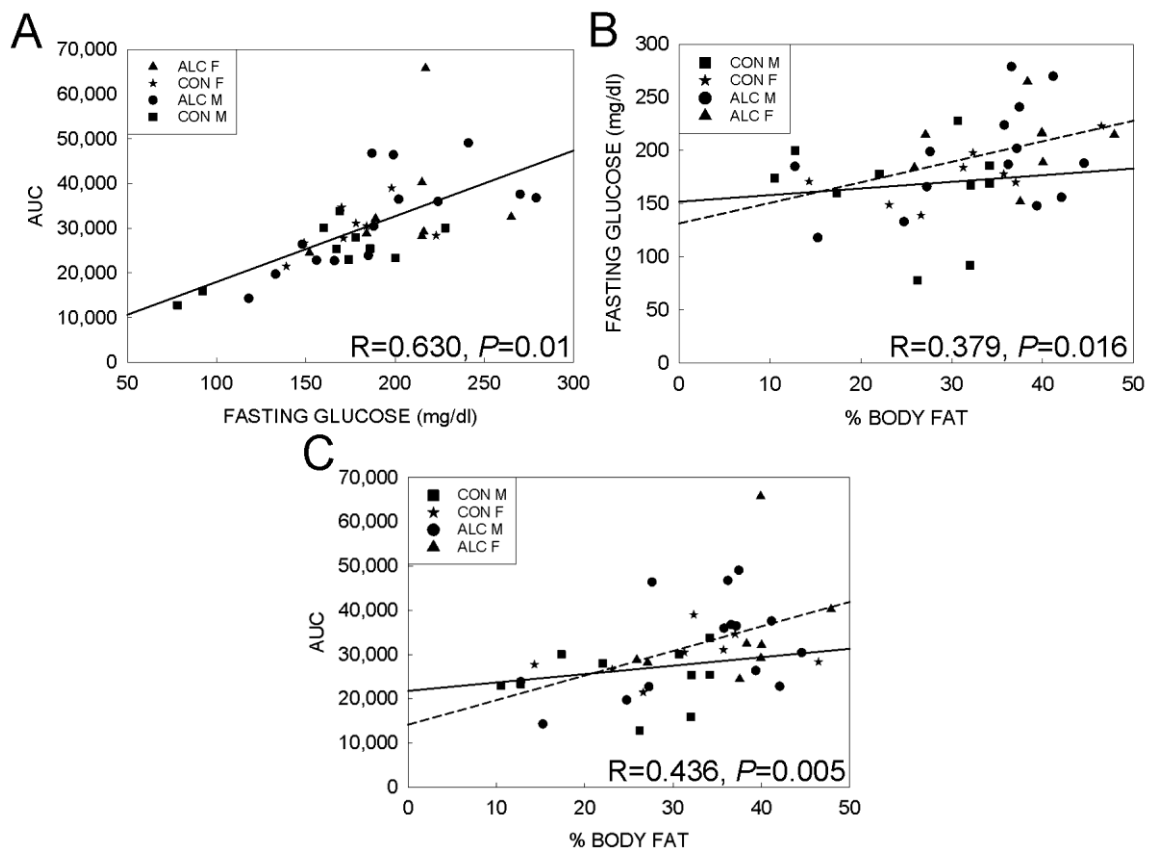 A
70,000
60,000
50,000
40,000
30,000
20,000
10,000
0
AUC
ALC F
CON F
ALC M
CON M
R=0.630, P=0.01
50 100 150 200 250 300
FASTING GLUCOSE (mg/dl)
B
300
250
200
150
100
50
0
FASTING GLUCOSE (mg/dl)
CON M
CON F
ALC M
ALC F
R=0.379, P=0.016
0 10 20 30 40 50
% BODY FAT
C
70,000
60,000
50,000
40,000
30,000
20,000
10,000
0
AUC
CON M
CON F
ALC M
ALC F
R=0.436, P=0.005
0 10 20 30 40 50
% BODY FAT